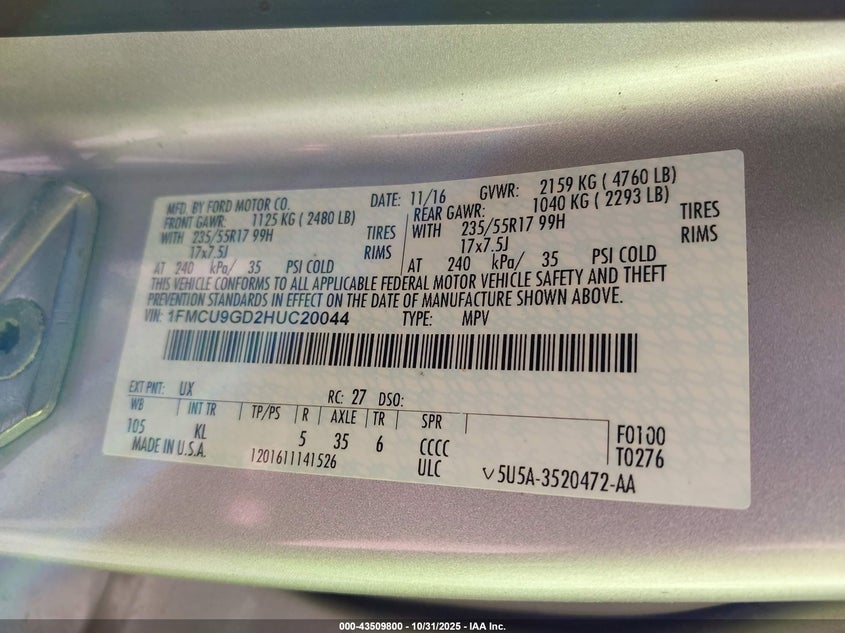 MFD. BY FORD MOTOR CO. DATE: 11/16 GVWR: 2159 KG ( 4760 LB)
FRONT GAWR: 1125 KG ( 2480 LB) REAR GAWR: 1040 KG ( 2293 LB)
WITH 235/55R17 99H TIRES WITH 235/55R17 99H TIRES
17x7.5J RIMS 17x7.5J RIMS
AT 240 kPa/ 35 PSI COLD AT 240 kPa/ 35 PSI COLD
THIS VEHICLE CONFORMS TO ALL APPLICABLE FEDERAL MOTOR VEHICLE SAFETY AND THEFT
PREVENTION STANDARDS IN EFFECT ON THE DATE OF MANUFACTURE SHOWN ABOVE.
VIN: 1FMCU9GD2HUC20044 TYPE: MPV
EXT PNT: UX RC: 27 DSO:
WB INT TR TP/PS R AXLE TR SPR
105 KL 5 35 6 CCCC F0100
MADE IN U.S.A. 1201611141526 ULC T0276
5U5A-3520472-AA
000-43509800 - 10/31/2025 - IAA Inc.